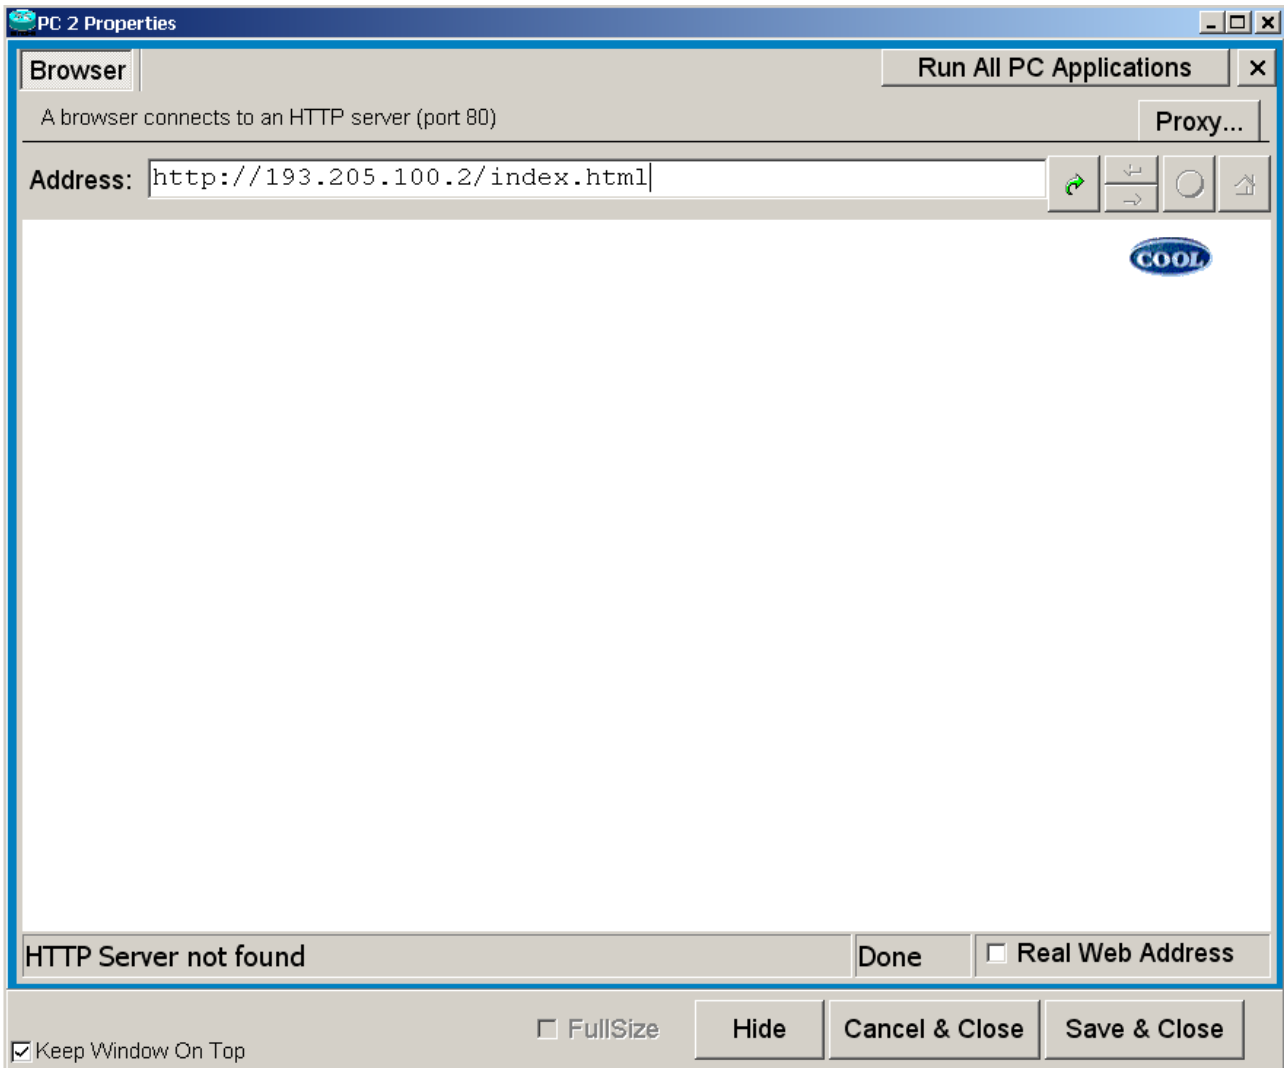 PC 2 Properties
Browser
Run All PC Applications
A browser connects to an HTTP server (port 80)
Proxy...
Address:
http://193.205.100.2/index.html
COOL
HTTP Server not found
Done
Real Web Address
FullSize
Hide
Cancel & Close
Save & Close
Keep Window On Top